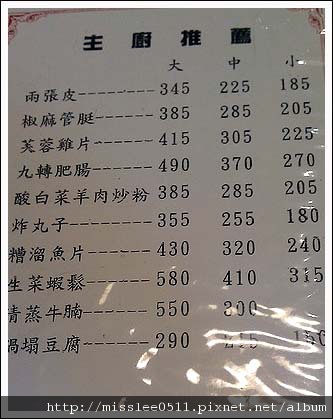 主廚推薦
大 中 小
兩張皮------- 345 225 185
椒麻管挺------ 385 285 205
芙蓉雞片------ 415 305 225
九轉肥腸------ 490 370 270
酸白菜羊肉炒粉 385 285 205
炸丸子------- 355 255 180
糟溜魚片------ 430 320 240
生菜蝦鬆------ 580 410 315
清蒸牛腩------ 550 300
鍋塌豆腐------ 290
http://misslee0511.pixnet.net/album